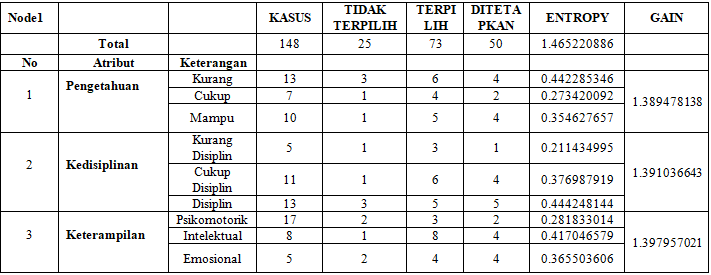 Node1 KASUS TIDAK TERPILIH TERPI LIH DITETA PKAN ENTROPY GAIN
Total 148 25 73 50 1.465220886
No Atribut Keterangan
1 Pengetahuan Kurang 13 3 6 4 0.442285346 1.389478138
Cukup 7 1 4 2 0.273420092
Mampu 10 1 5 4 0.354627657
2 Kedisiplinan Kurang Disiplin 5 1 3 1 0.211434995 1.391036643
Cukup Disiplin 11 1 6 4 0.376987919
Disiplin 13 3 5 5 0.444248144
3 Keterampilan Psikomotorik 17 2 3 2 0.281833014 1.397957021
Intelektual 8 1 8 4 0.417046579
Emosional 5 2 4 4 0.365503606